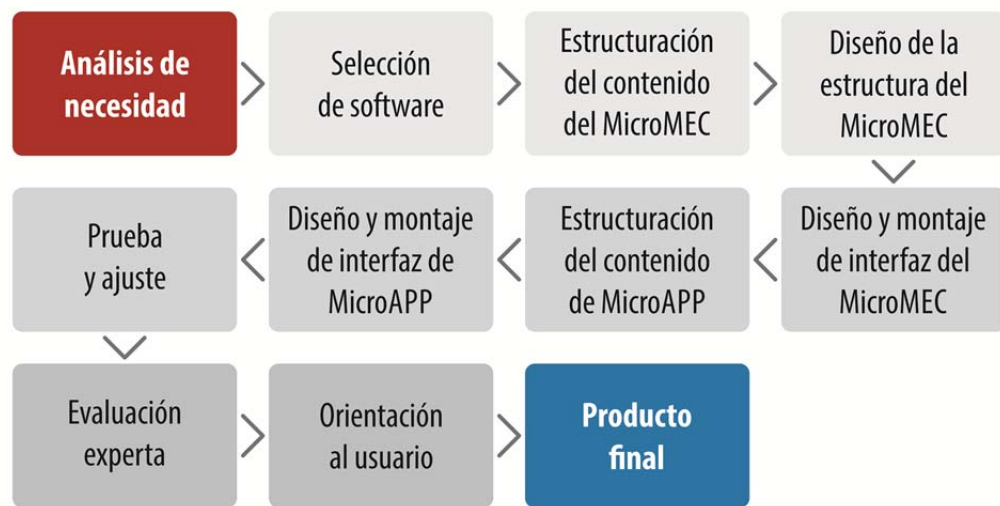 Análisis de
necesidad
Selección
de software
Estructuración
del contenido
del MicroMEC
Diseño de la
estructura del
MicroMEC
Diseño y montaje
de interfaz del
MicroMEC
Estructuración
del contenido
de MicroAPP
Diseño y montaje
de interfaz de
MicroAPP
Prueba
y ajuste
Evaluación
experta
Orientación
al usuario
Producto
final